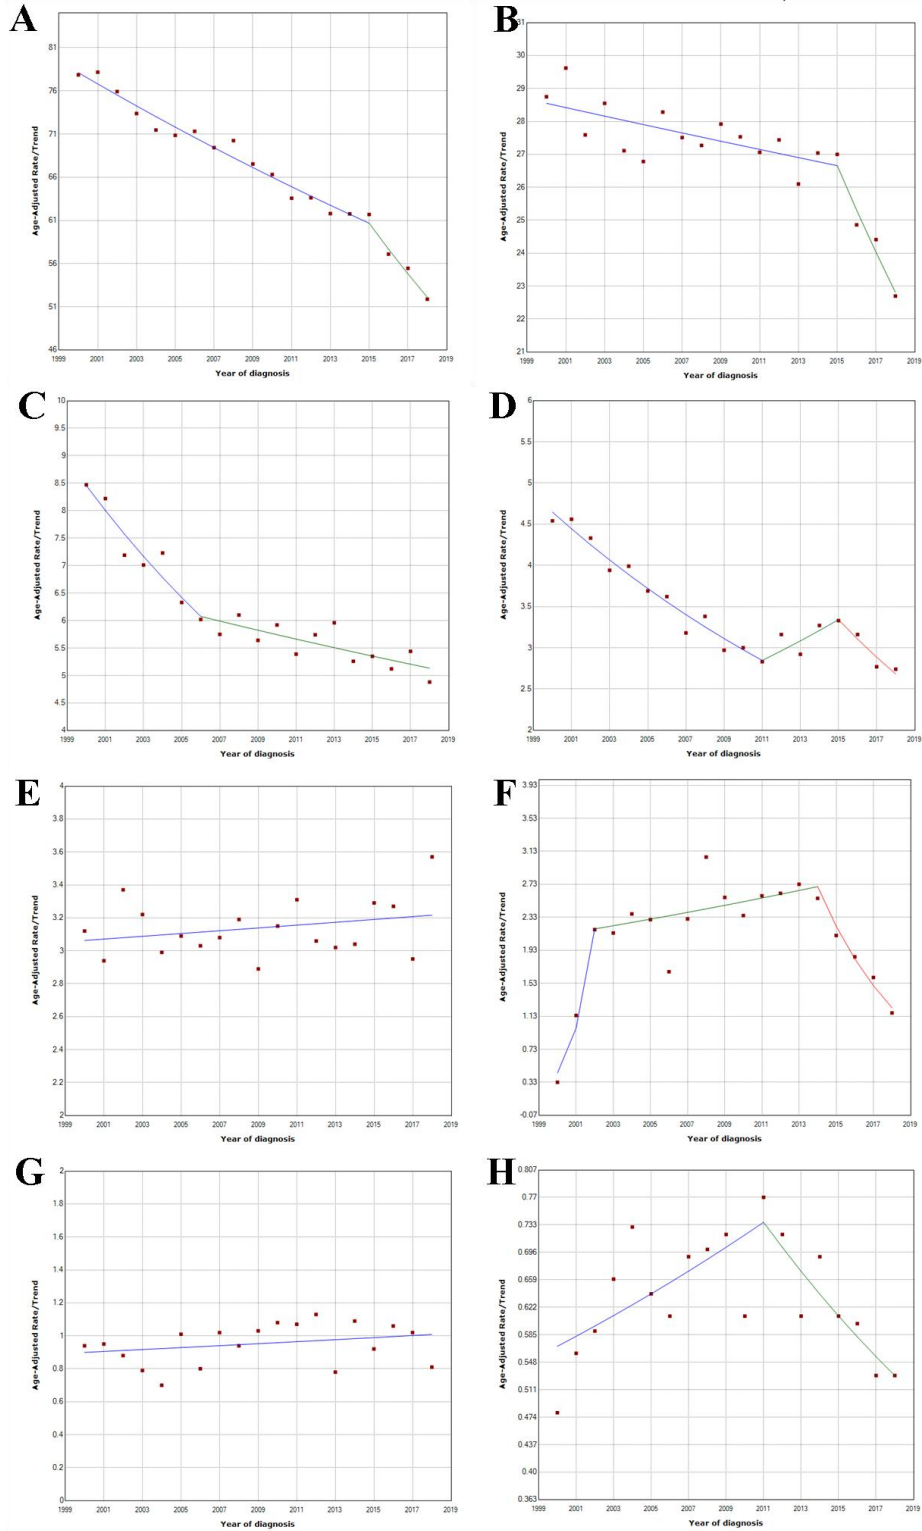 A
Age-Adjusted Rate/Trend
81
76
71
66
61
56
51
46
1999 2001 2003 2005 2007 2009 2011 2013 2015 2017 2019
Year of diagnosis
B
Age-Adjusted Rate/Trend
31
30
29
28
27
26
25
24
23
22
21
1999 2001 2003 2005 2007 2009 2011 2013 2015 2017 2019
Year of diagnosis
C
Age-Adjusted Rate/Trend
10
9.5
9
8.5
8
7.5
7
6.5
6
5.5
5
4.5
4
1999 2001 2003 2005 2007 2009 2011 2013 2015 2017 2019
Year of diagnosis
D
Age-Adjusted Rate/Trend
6
5.5
5
4.5
4
3.5
3
2.5
2
1999 2001 2003 2005 2007 2009 2011 2013 2015 2017 2019
Year of diagnosis
E
Age-Adjusted Rate/Trend
4
3.8
3.6
3.4
3.2
3
2.8
2.6
2.4
2.2
2
1999 2001 2003 2005 2007 2009 2011 2013 2015 2017 2019
Year of diagnosis
F
Age-Adjusted Rate/Trend
3.93
3.53
3.13
2.73
2.33
1.93
1.53
1.13
0.73
0.33
-0.07
1999 2001 2003 2005 2007 2009 2011 2013 2015 2017 2019
Year of diagnosis
G
Age-Adjusted Rate/Trend
2
1.8
1.6
1.4
1.2
1
0.8
0.6
0.4
0.2
0
1999 2001 2003 2005 2007 2009 2011 2013 2015 2017 2019
Year of diagnosis
H
Age-Adjusted Rate/Trend
0.807
0.77
0.733
0.696
0.659
0.622
0.585
0.548
0.511
0.474
0.437
0.40
0.363
1999 2001 2003 2005 2007 2009 2011 2013 2015 2017 2019
Year of diagnosis